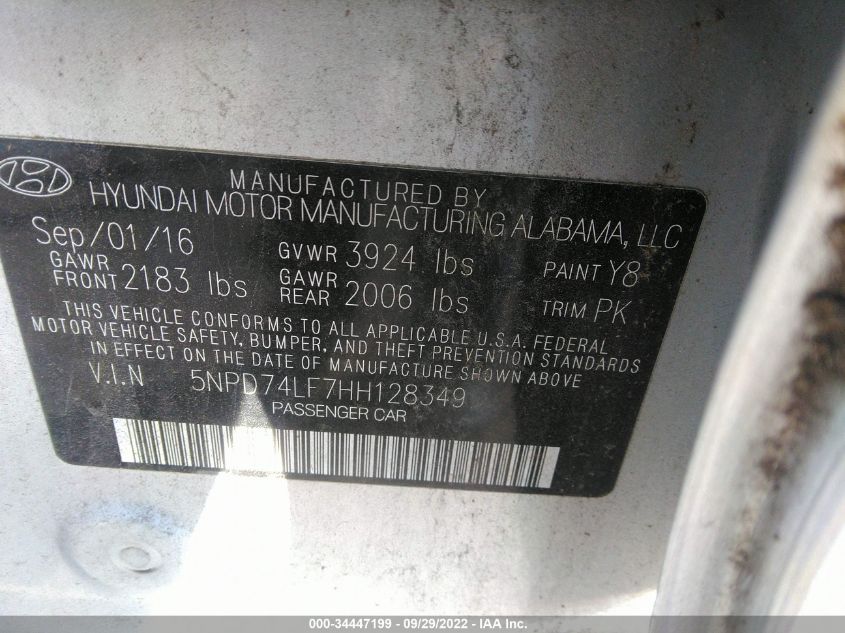 MANUFACTURED BY
HYUNDAI MOTOR MANUFACTURING ALABAMA, LLC
Sep/01/16 GVWR 3924 lbs PAINT Y8
GAWR FRONT 2183 lbs GAWR REAR 2006 lbs TRIM PK
THIS VEHICLE CONFORMS TO ALL APPLICABLE U.S.A. FEDERAL
MOTOR VEHICLE SAFETY, BUMPER, AND THEFT PREVENTION STANDARDS
IN EFFECT ON THE DATE OF MANUFACTURE SHOWN ABOVE
V.I.N 5NPD74LF7HH128349
PASSENGER CAR
000-34447199 - 09/29/2022 - IAA Inc.